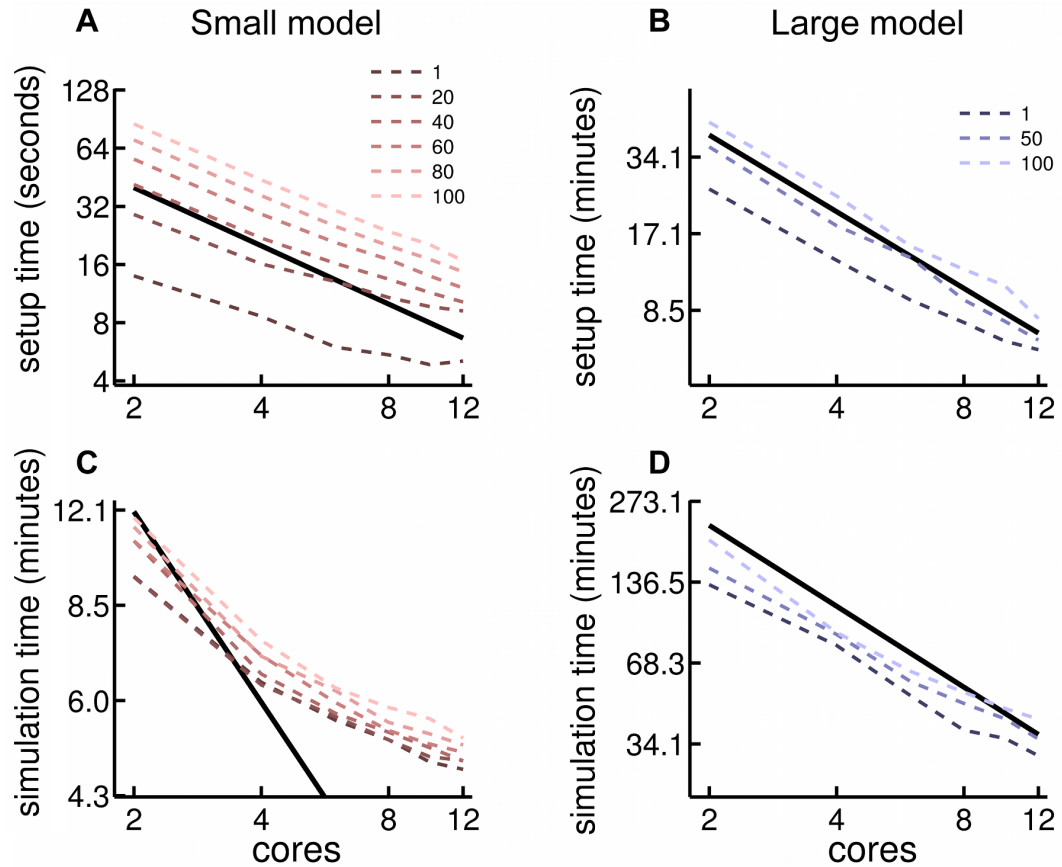 A Small model
setup time (seconds)
128
64
32
16
8
4
2 4 8 12
1
20
40
60
80
100
B Large model
setup time (minutes)
34.1
17.1
8.5
2 4 8 12
1
50
100
C
simulation time (minutes)
12.1
8.5
6.0
4.3
2 4 8 12
cores
D
simulation time (minutes)
273.1
136.5
68.3
34.1
2 4 8 12
cores